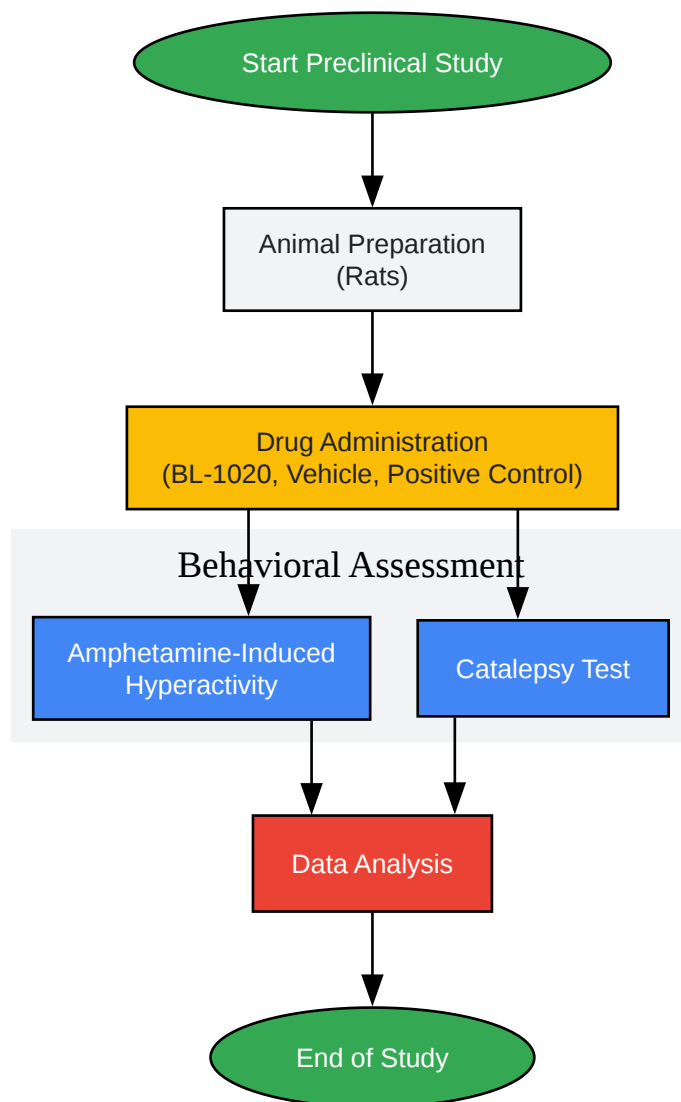 Start Preclinical Study
Animal Preparation
(Rats)
Drug Administration
(BL-1020, Vehicle, Positive Control)
Behavioral Assessment
Amphetamine-Induced
Hyperactivity
Catalepsy Test
Data Analysis
End of Study